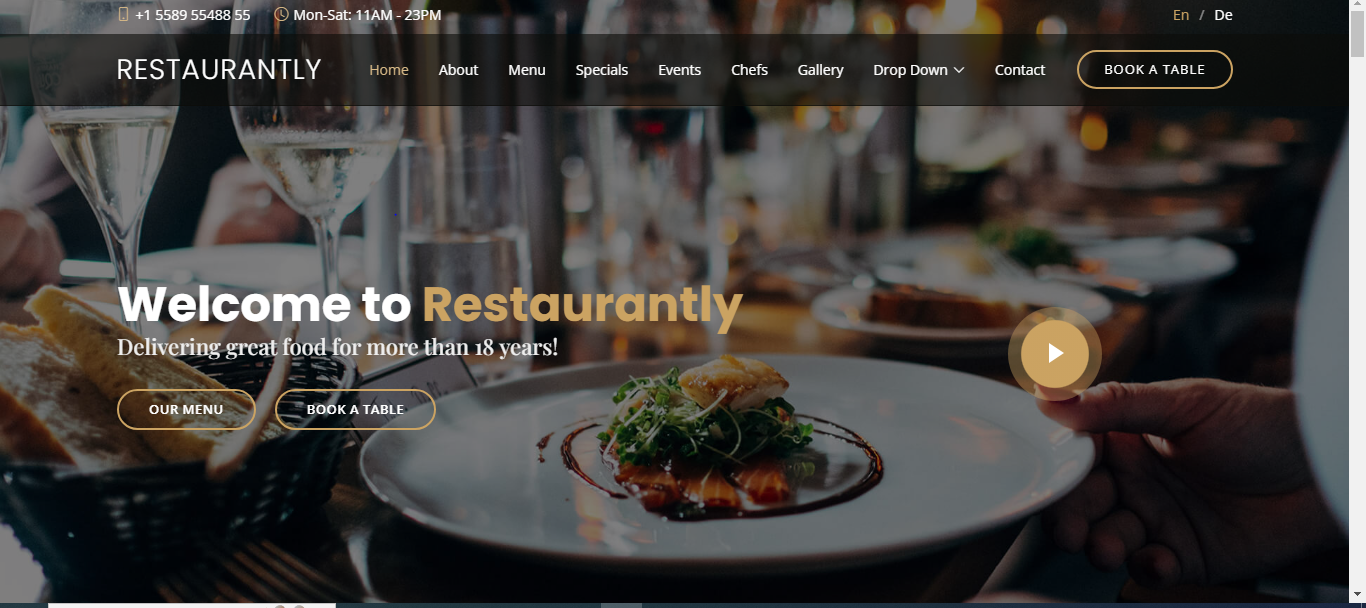 +1 5589 55488 55 Mon-Sat: 11AM - 23PM En / De
RESTAURANTLY Home About Menu Specials Events Chefs Gallery Drop Down Contact BOOK A TABLE
Welcome to Restaurantly
Delivering great food for more than 18 years!
OUR MENU BOOK A TABLE